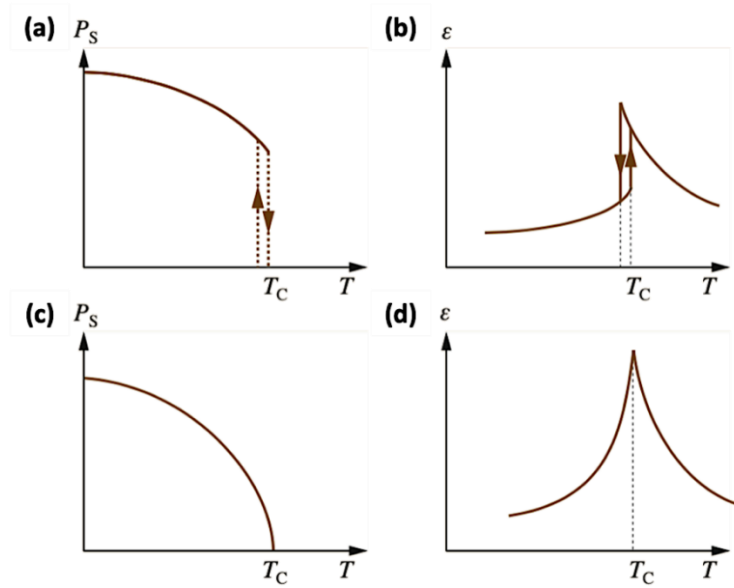 (a) P_S
T_C T
(b) ε
T_C T
(c) P_S
T_C T
(d) ε
T_C T